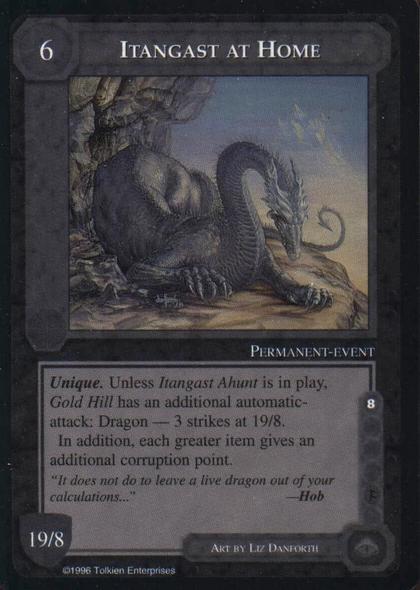 6
ITANGAST AT HOME
PERMANENT-EVENT
Unique. Unless Itangast Ahunt is in play,
Gold Hill has an additional automatic-
attack: Dragon — 3 strikes at 19/8.
In addition, each greater item gives an
additional corruption point.
8
"It does not do to leave a live dragon out of your
calculations..." —Hob
19/8
ART BY LIZ DANFORTH
©1996 Tolkien Enterprises